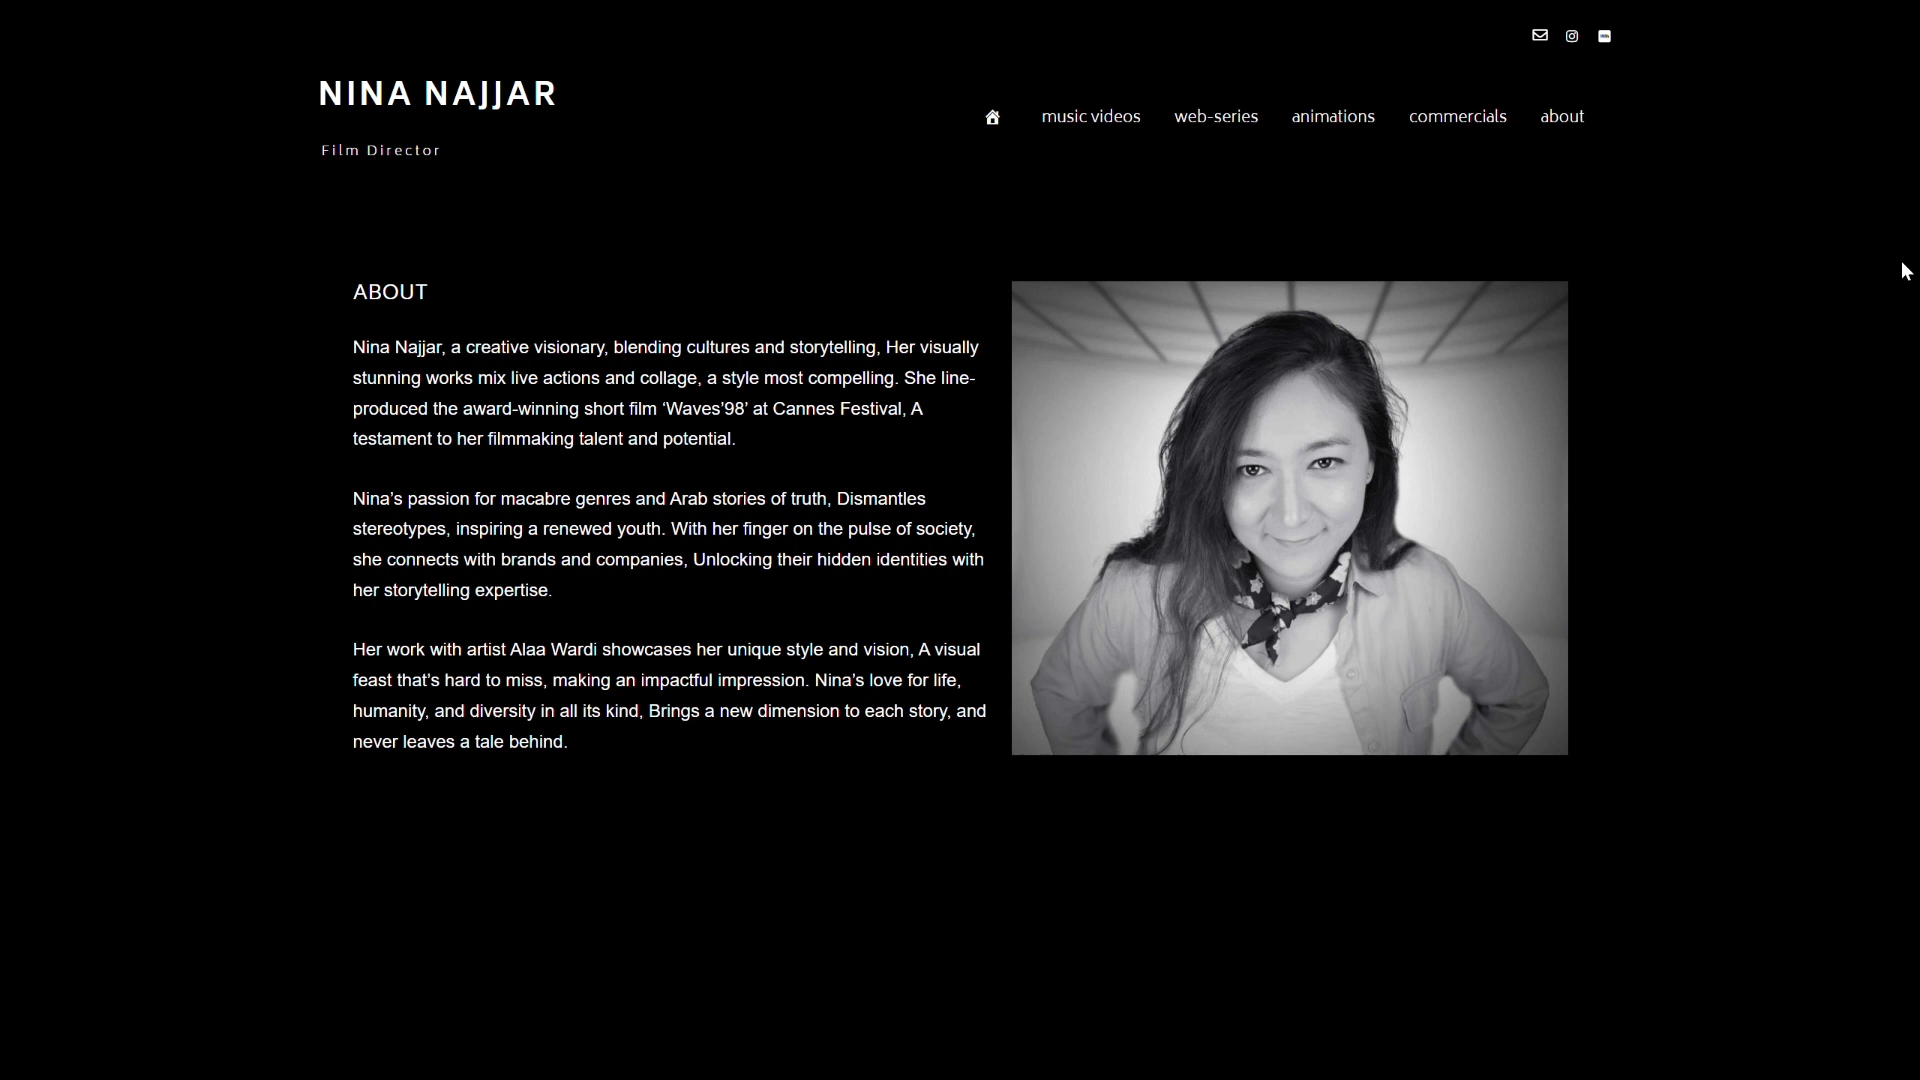 NINA NAJJAR
Film Director
music videos web-series animations commercials about
ABOUT
Nina Najjar, a creative visionary, blending cultures and storytelling, Her visually
stunning works mix live actions and collage, a style most compelling. She line-
produced the award-winning short film ‘Waves’98’ at Cannes Festival, A
testament to her filmmaking talent and potential.
Nina’s passion for macabre genres and Arab stories of truth, Dismantles
stereotypes, inspiring a renewed youth. With her finger on the pulse of society,
she connects with brands and companies, Unlocking their hidden identities with
her storytelling expertise.
Her work with artist Alaa Wardi showcases her unique style and vision, A visual
feast that’s hard to miss, making an impactful impression. Nina’s love for life,
humanity, and diversity in all its kind, Brings a new dimension to each story, and
never leaves a tale behind.